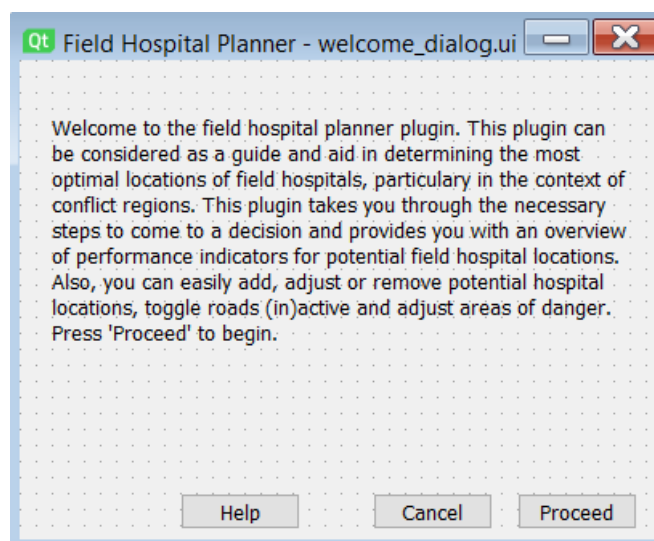 Qt Field Hospital Planner - welcome_dialog.ui
Welcome to the field hospital planner plugin. This plugin can
be considered as a guide and aid in determining the most
optimal locations of field hospitals, particulary in the context of
conflict regions. This plugin takes you through the necessary
steps to come to a decision and provides you with an overview
of performance indicators for potential field hospital locations.
Also, you can easily add, adjust or remove potential hospital
locations, toggle roads (in)active and adjust areas of danger.
Press 'Proceed' to begin.
Help Cancel Proceed